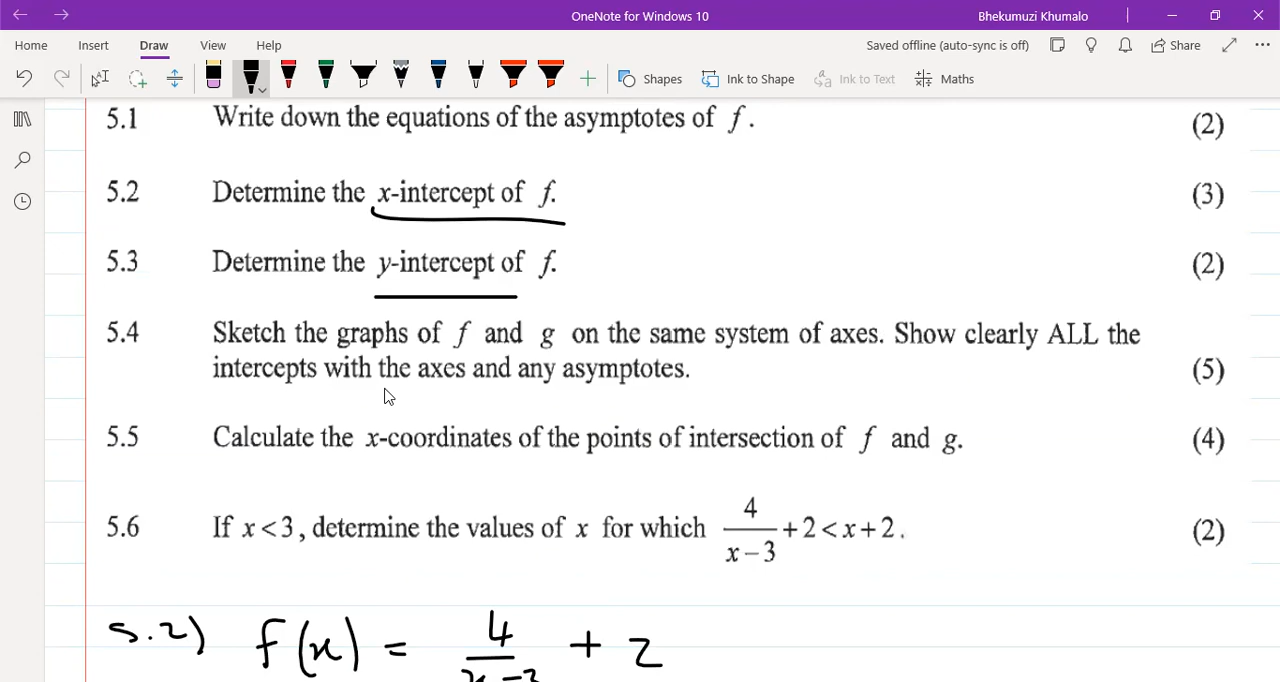 OneNote for Windows 10
Bhekumuzi Khumalo
Home Insert Draw View Help
Saved offline (auto-sync is off) Share
Shapes Ink to Shape Ink to Text Maths
5.1 Write down the equations of the asymptotes of f. (2)
5.2 Determine the x-intercept of f. (3)
5.3 Determine the y-intercept of f. (2)
5.4 Sketch the graphs of f and g on the same system of axes. Show clearly ALL the
intercepts with the axes and any asymptotes. (5)
5.5 Calculate the x-coordinates of the points of intersection of f and g. (4)
5.6 If x < 3, determine the values of x for which 4/(x − 3) + 2 < x + 2. (2)
5.2) f(x) = 4/(x − 3) + 2